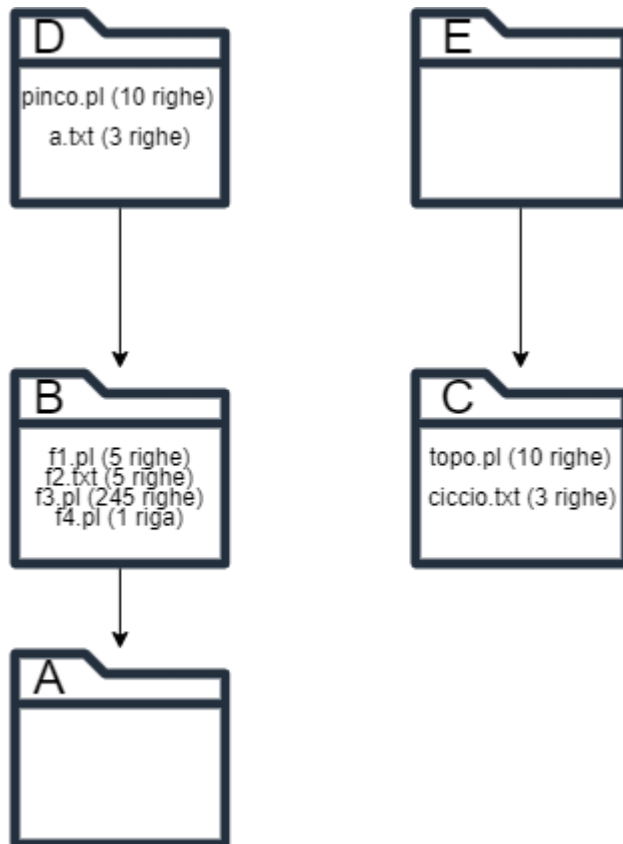 D
pinco.pl (10 righe)
a.txt (3 righe)
E
B
f1.pl (5 righe)
f2.txt (5 righe)
f3.pl (245 righe)
f4.pl (1 riga)
C
topo.pl (10 righe)
ciccio.txt (3 righe)
A